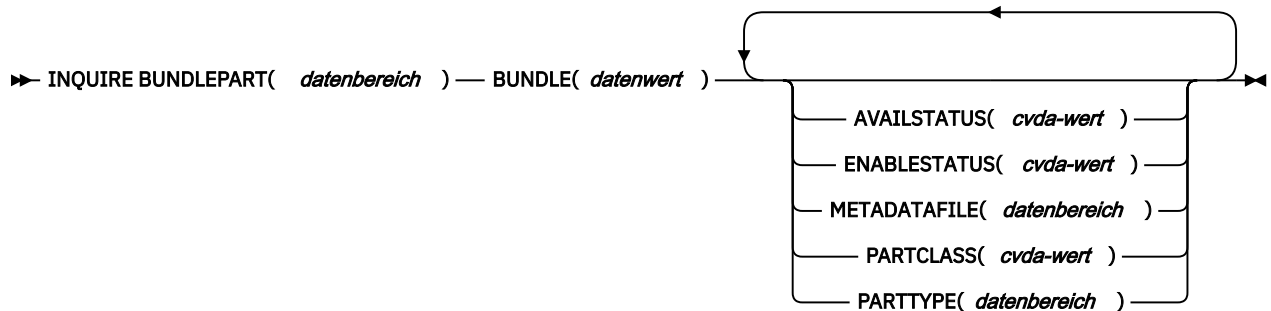 INQUIRE BUNDLEPART( datenbereich ) BUNDLE( datenwert )
AVAILSTATUS( cvda-wert )
ENABLESTATUS( cvda-wert )
METADATAFILE( datenbereich )
PARTCLASS( cvda-wert )
PARTTYPE( datenbereich )